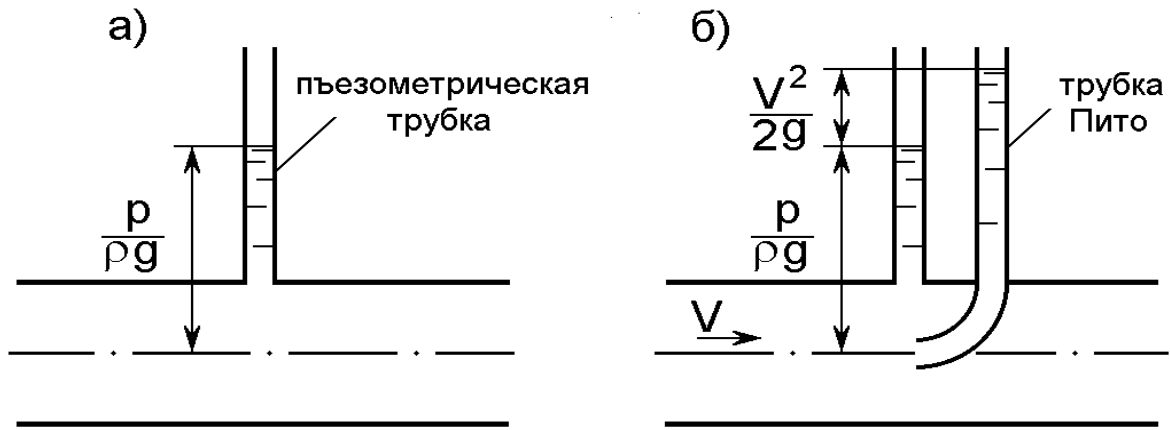 а)
пъезометрическая
трубка
p
ρg
б)
V²
2g
p
ρg
трубка
Пито
V